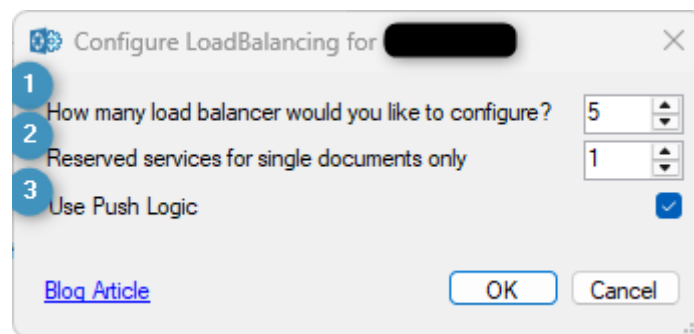 Configure LoadBalancing for
1
How many load balancer would you like to configure? 5
2
Reserved services for single documents only 1
3
Use Push Logic
Blog Article OK Cancel